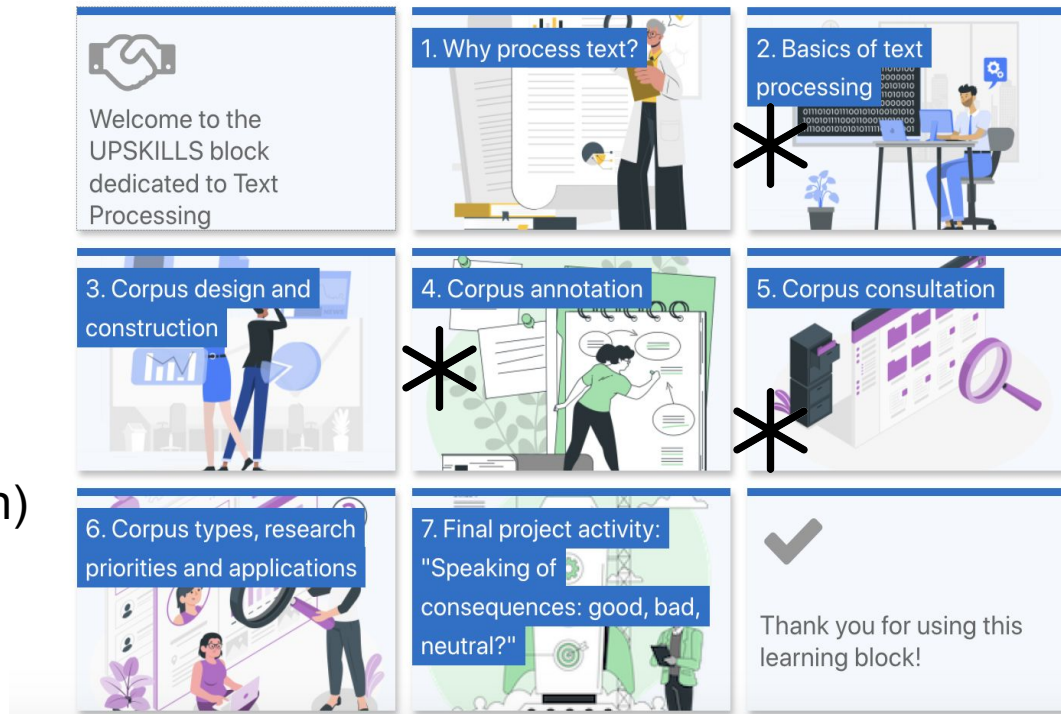 Welcome to the
UPSKILLS block
dedicated to Text
Processing
1. Why process text?
2. Basics of text
processing
3. Corpus design and
construction
4. Corpus annotation
5. Corpus consultation
n)
6. Corpus types, research
priorities and applications
7. Final project activity:
"Speaking of
consequences: good, bad,
neutral?"
Thank you for using this
learning block!